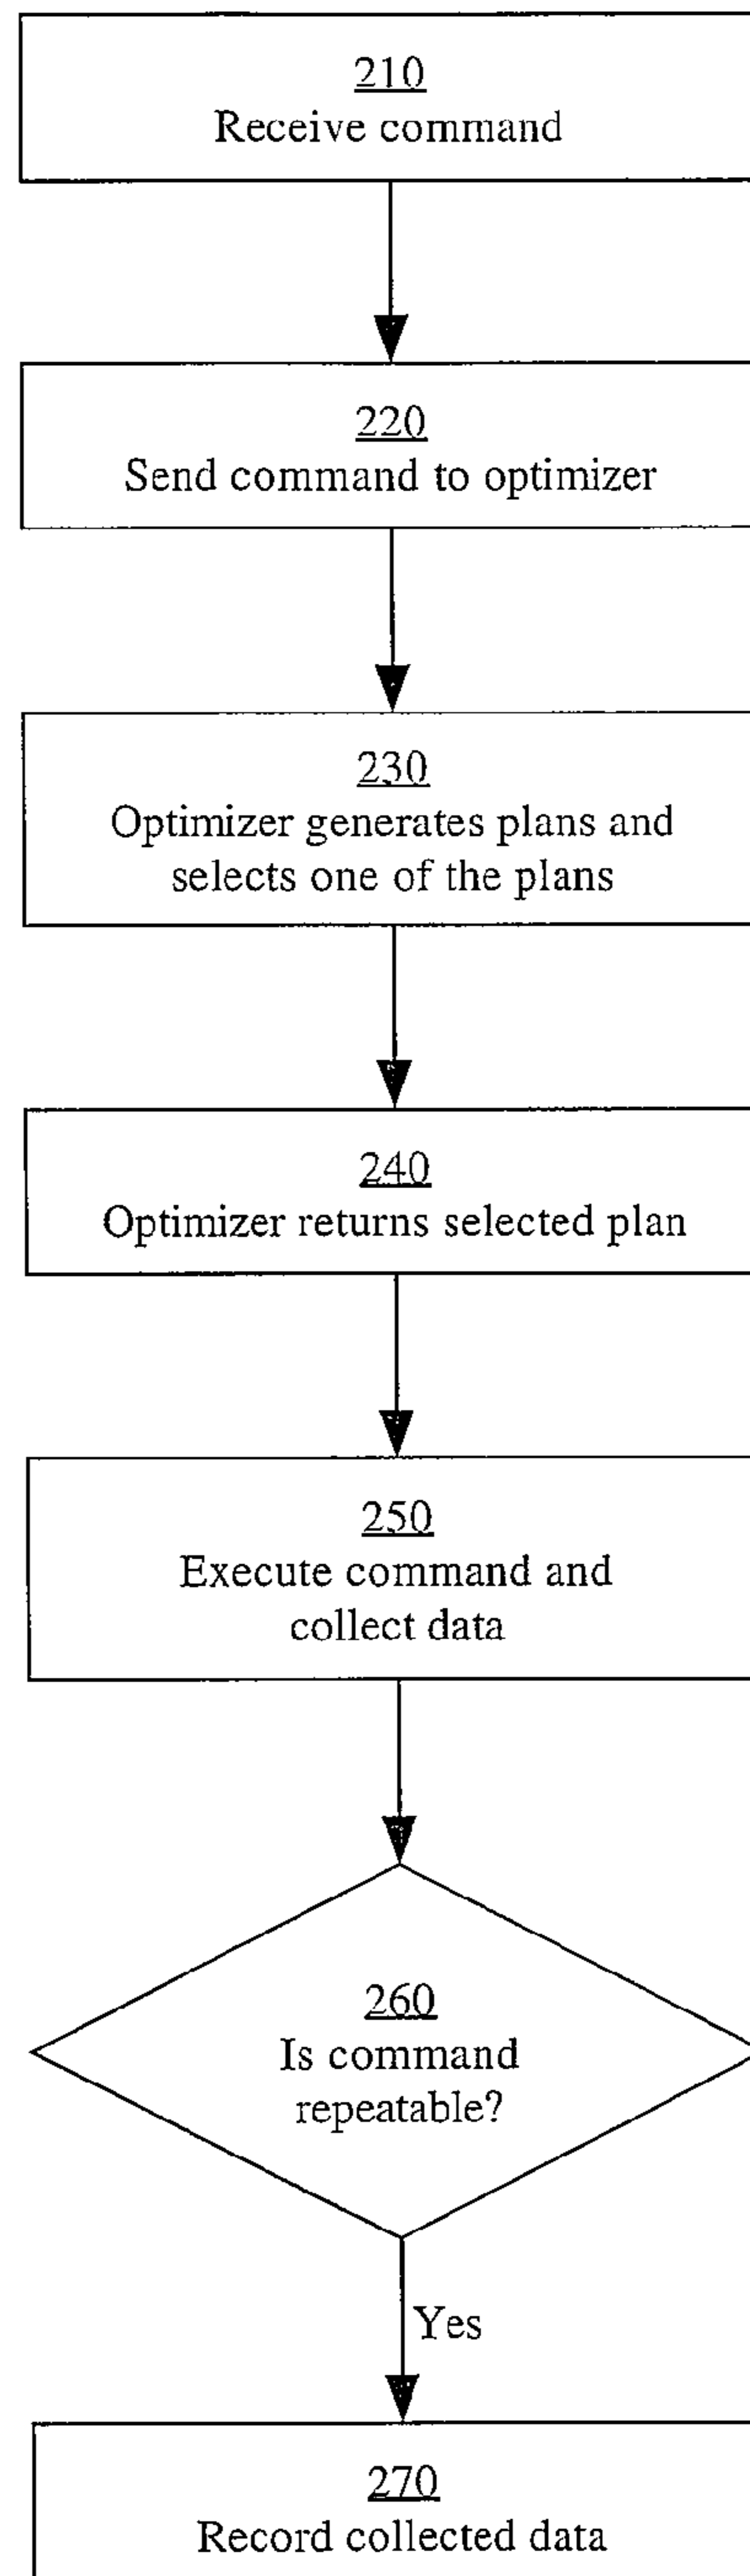 210
Receive command
220
Send command to optimizer
230
Optimizer generates plans and
selects one of the plans
240
Optimizer returns selected plan
250
Execute command and
collect data
260
Is command
repeatable?
Yes
270
Record collected data